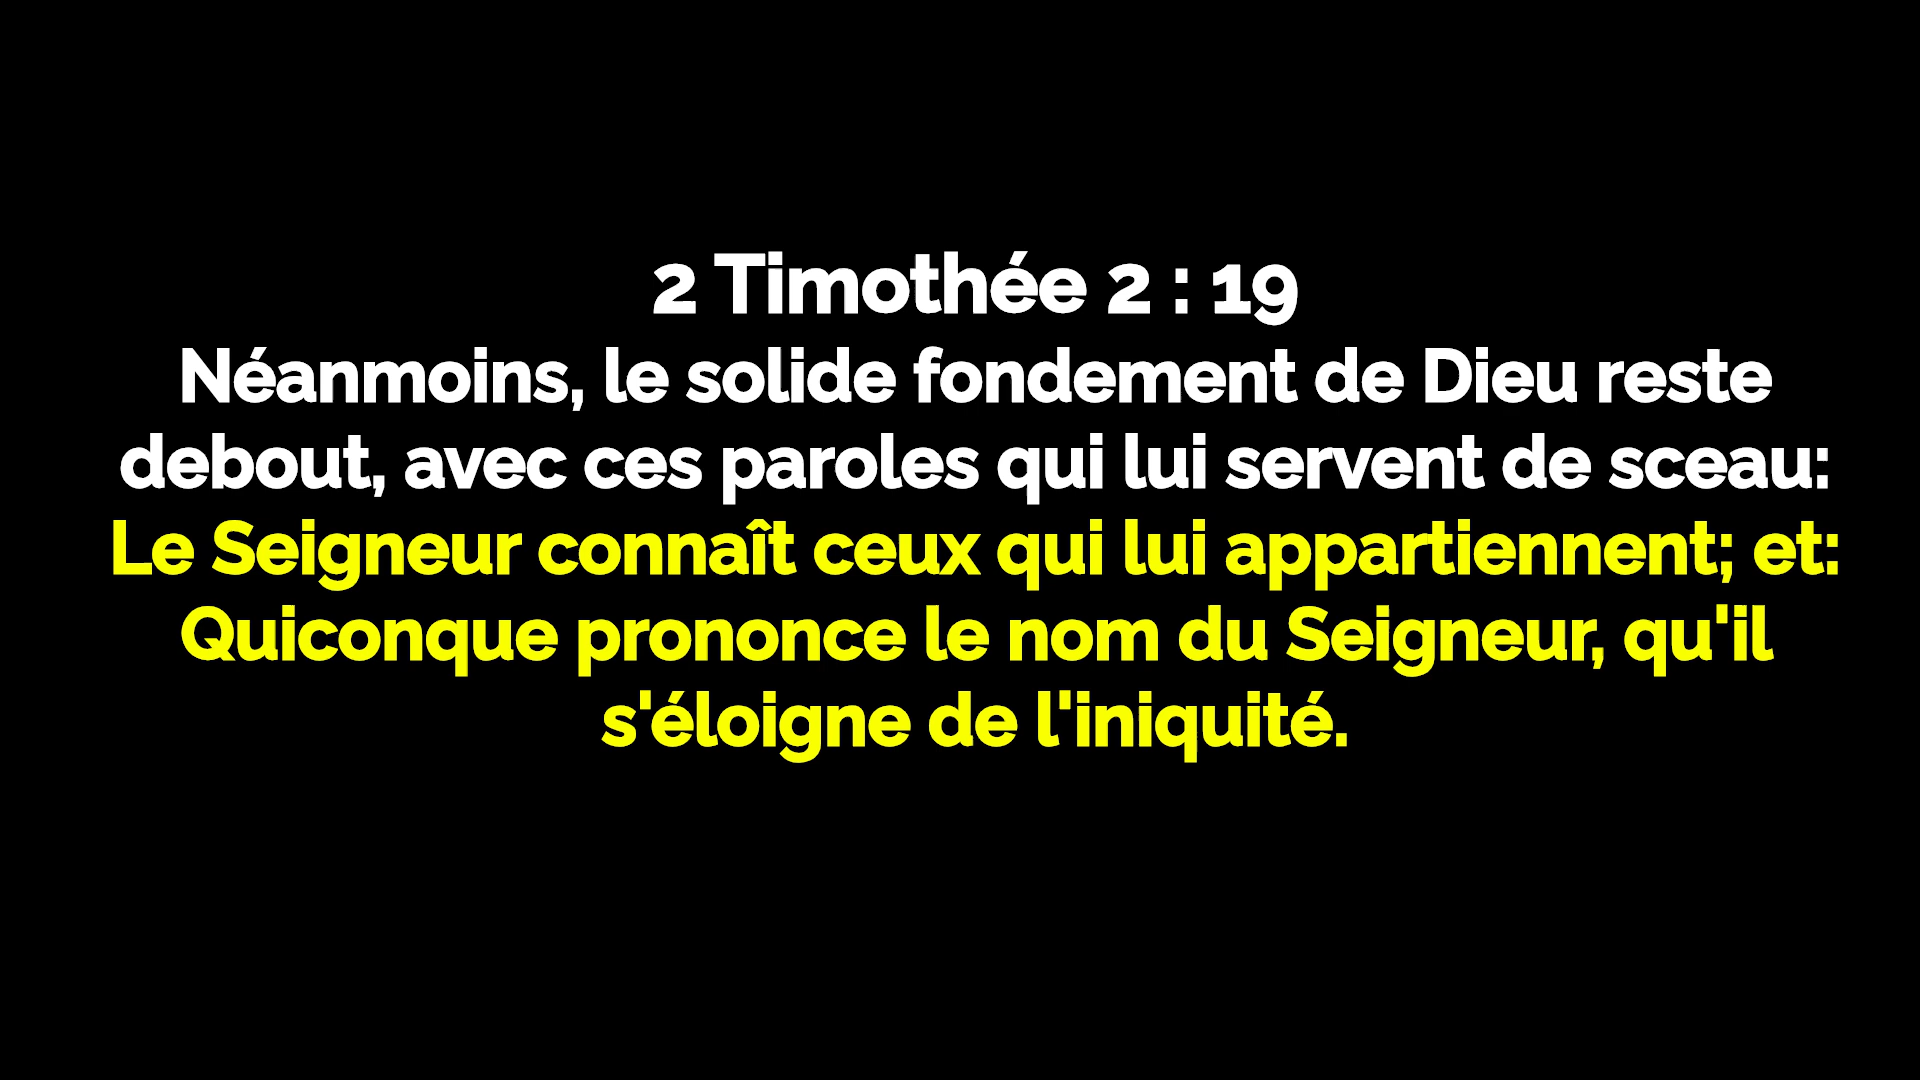 2 Timothée 2 : 19
Néanmoins, le solide fondement de Dieu reste
debout, avec ces paroles qui lui servent de sceau:
Le Seigneur connaît ceux qui lui appartiennent; et:
Quiconque prononce le nom du Seigneur, qu'il
s'éloigne de l'iniquité.